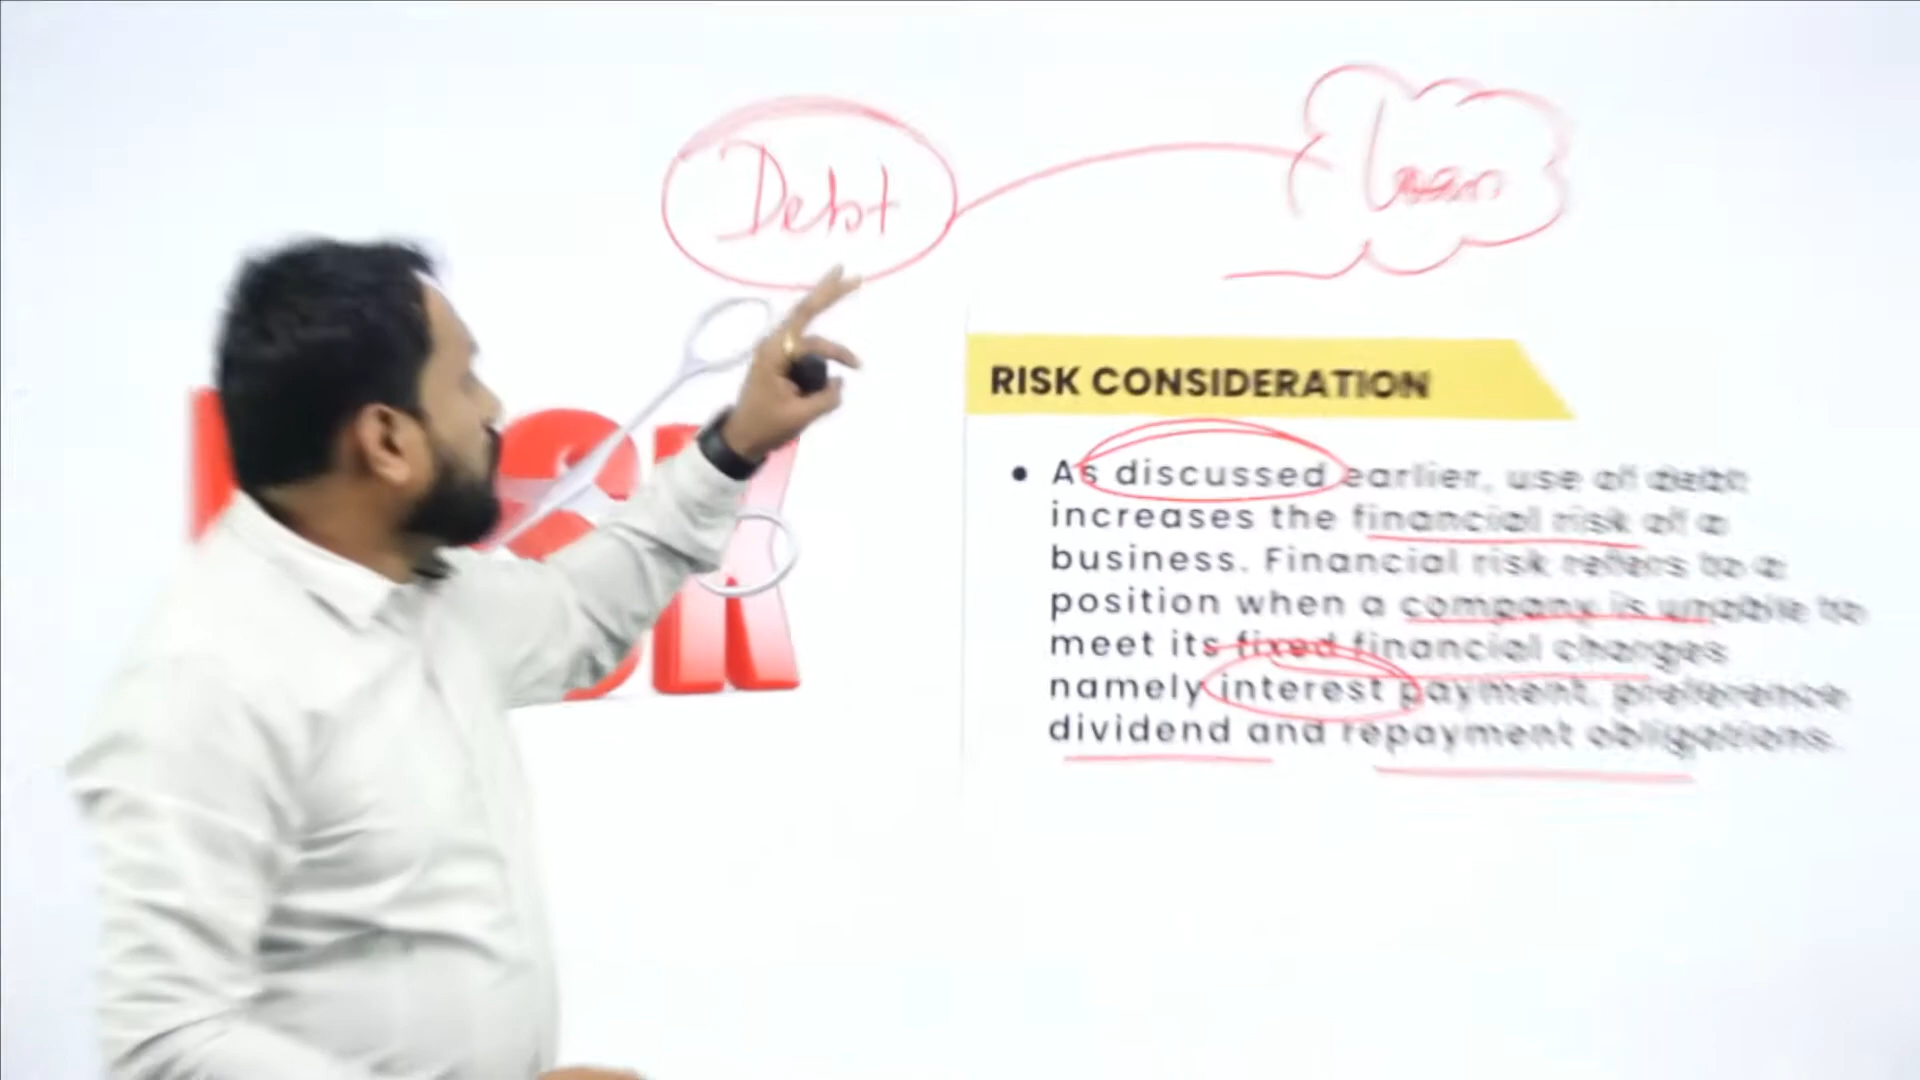 Debt
Loan
RISK CONSIDERATION
• As discussed earlier, use of debt
increases the financial risk of a
business. Financial risk refers to a
position when a company is unable to
meet its fixed financial charges
namely interest payment, preference
dividend and repayment obligations.